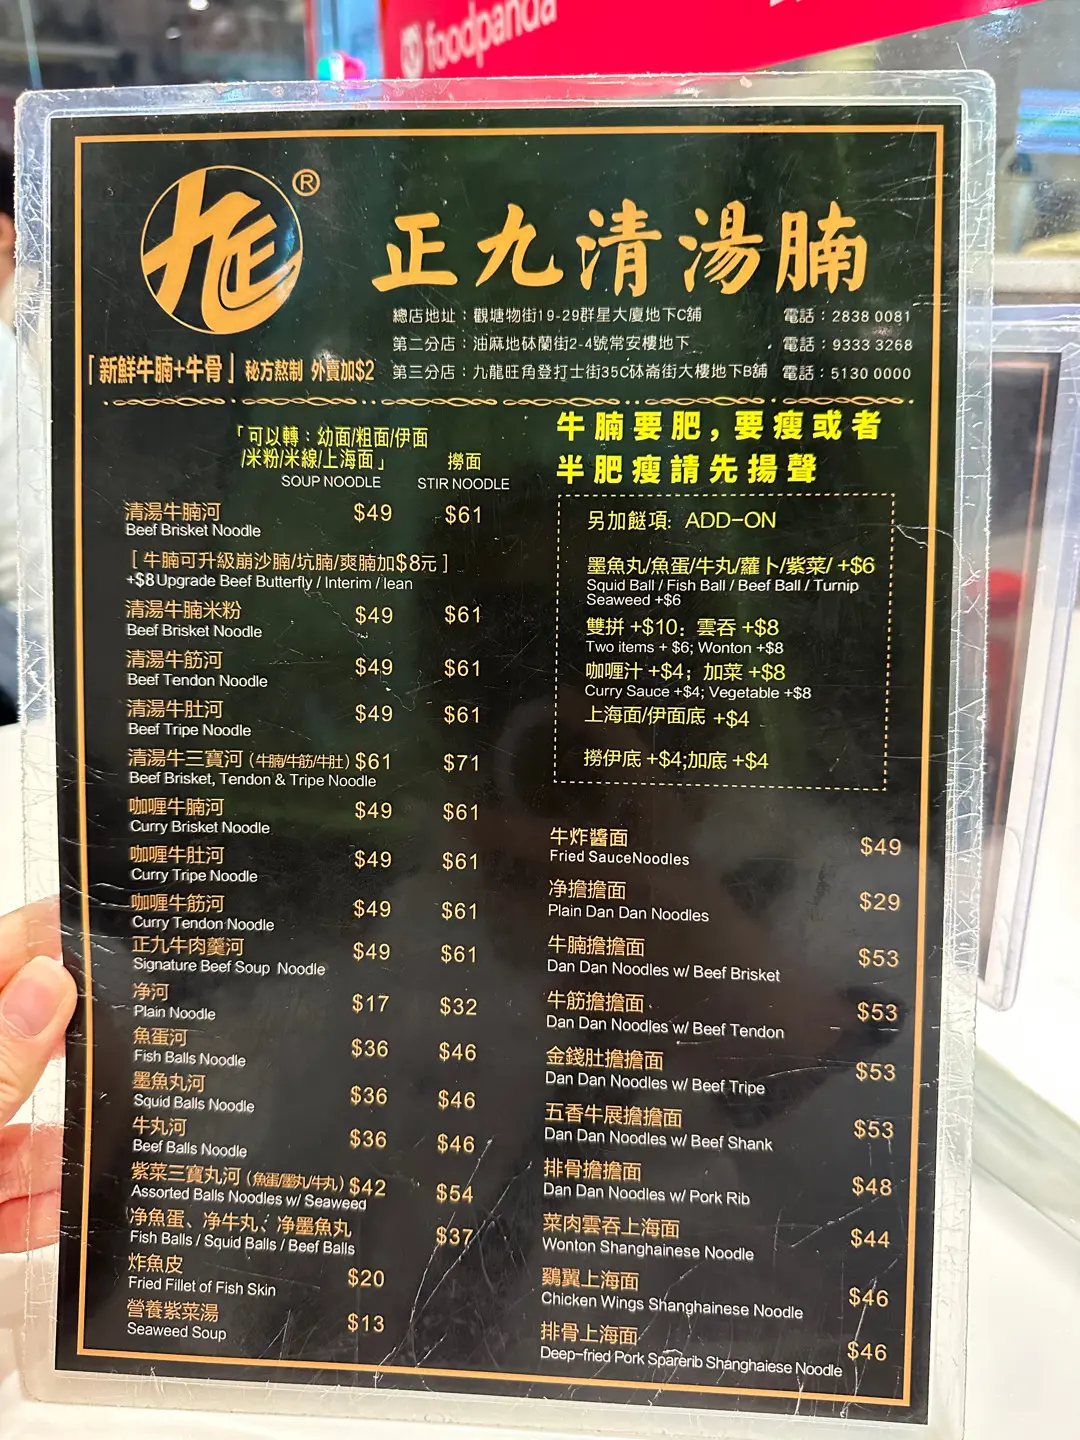 foodpanda
®
正九清湯腩
總店地址：觀塘物街19-29群星大廈地下C舖 電話：2838 0081
第二分店：油麻地砵蘭街2-4號常安樓地下 電話：9333 3268
第三分店：九龍旺角登打士街35C砵崙街大樓地下B舖 電話：5130 0000
「新鮮牛腩+牛骨」秘方熬制 外賣加$2
「可以轉：幼面/粗面/伊面
/米粉/米線/上海面」 撈面
SOUP NOODLE STIR NOODLE
清湯牛腩河 $49 $61
Beef Brisket Noodle
[ 牛腩可升級崩沙腩/坑腩/爽腩加$8元 ]
+$8Upgrade Beef Butterfly / Interim / lean
清湯牛腩米粉 $49 $61
Beef Brisket Noodle
清湯牛筋河 $49 $61
Beef Tendon Noodle
清湯牛肚河 $49 $61
Beef Tripe Noodle
清湯牛三寶河（牛腩/牛筋/牛肚）$61 $71
Beef Brisket, Tendon & Tripe Noodle
咖喱牛腩河 $49 $61
Curry Brisket Noodle
咖喱牛肚河 $49 $61
Curry Tripe Noodle
咖喱牛筋河 $49 $61
Curry Tendon Noodle
正九牛肉羹河 $49 $61
Signature Beef Soup Noodle
净河 $17 $32
Plain Noodle
魚蛋河 $36 $46
Fish Balls Noodle
墨魚丸河 $36 $46
Squid Balls Noodle
牛丸河 $36 $46
Beef Balls Noodle
紫菜三寶丸河（魚蛋/墨丸/牛丸）$42 $54
Assorted Balls Noodles w/ Seaweed
净魚蛋、净牛丸、净墨魚丸 $37
Fish Balls / Squid Balls / Beef Balls
炸魚皮 $20
Fried Fillet of Fish Skin
營養紫菜湯 $13
Seaweed Soup
牛腩要肥，要瘦或者
半肥瘦請先揚聲
另加餸項: ADD-ON
墨魚丸/魚蛋/牛丸/蘿卜/紫菜/ +$6
Squid Ball / Fish Ball / Beef Ball / Turnip
Seaweed +$6
雙拼 +$10：雲吞 +$8
Two items + $6; Wonton +$8
咖喱汁 +$4；加菜 +$8
Curry Sauce +$4; Vegetable +$8
上海面/伊面底 +$4
撈伊底 +$4;加底 +$4
牛炸醬面 $49
Fried SauceNoodles
净擔擔面 $29
Plain Dan Dan Noodles
牛腩擔擔面 $53
Dan Dan Noodles w/ Beef Brisket
牛筋擔擔面 $53
Dan Dan Noodles w/ Beef Tendon
金錢肚擔擔面 $53
Dan Dan Noodles w/ Beef Tripe
五香牛展擔擔面 $53
Dan Dan Noodles w/ Beef Shank
排骨擔擔面 $48
Dan Dan Noodles w/ Pork Rib
菜肉雲吞上海面 $44
Wonton Shanghainese Noodle
鷄翼上海面 $46
Chicken Wings Shanghainese Noodle
排骨上海面 $46
Deep-fried Pork Sparerib Shanghaiese Noodle